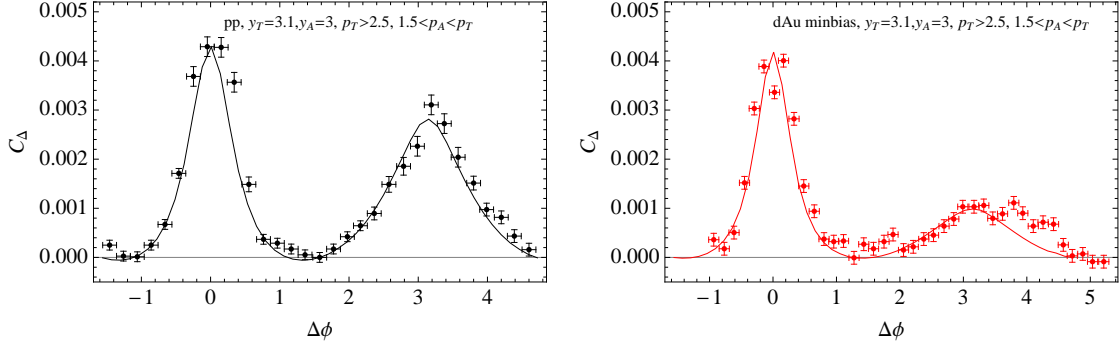 pp, y_T=3.1,y_A=3, p_T>2.5, 1.5<p_A<p_T
0.005
0.004
0.003
0.002
0.001
0.000
C_Δ
-1 0 1 2 3 4
Δϕ
dAu minbias, y_T=3.1,y_A=3, p_T>2.5, 1.5<p_A<p_T
0.005
0.004
0.003
0.002
0.001
0.000
C_Δ
-1 0 1 2 3 4 5
Δϕ